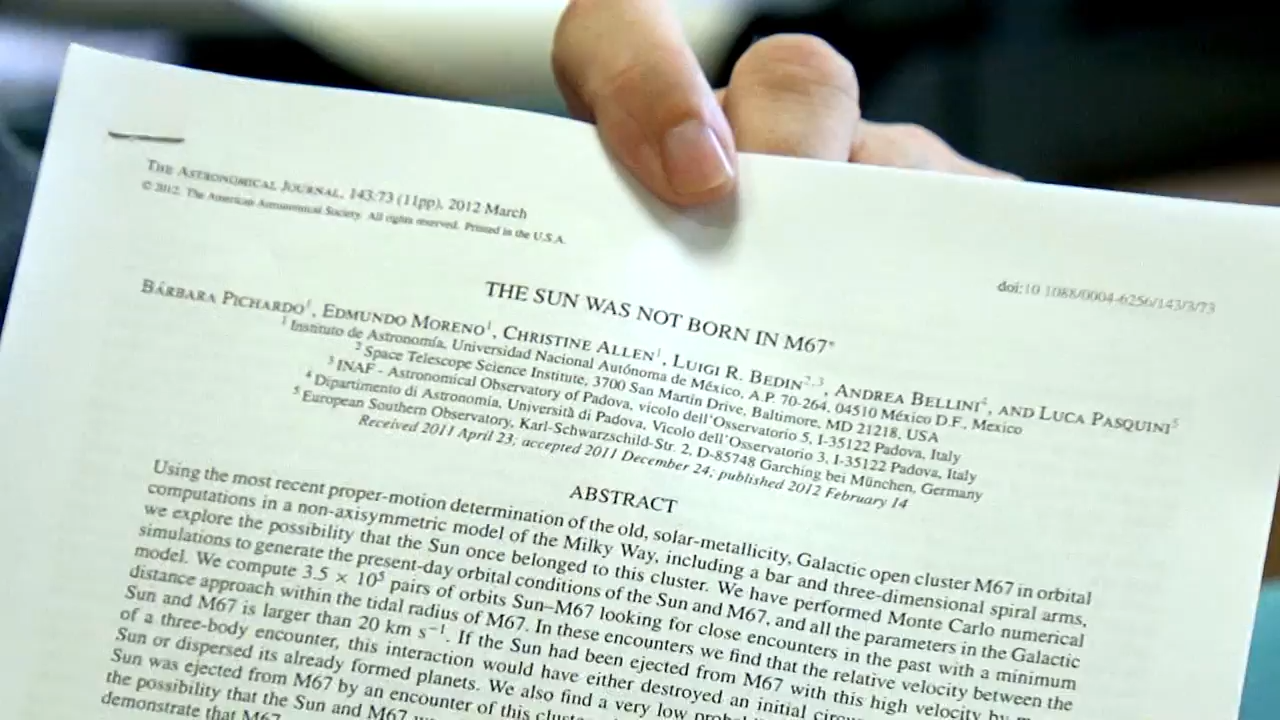 THE ASTRONOMICAL JOURNAL, 143:73 (11pp), 2012 March
© 2012. The American Astronomical Society. All rights reserved. Printed in the U.S.A.
doi:10.1088/0004-6256/143/3/73
THE SUN WAS NOT BORN IN M67*
BÁRBARA PICHARDO1, EDMUNDO MORENO1, CHRISTINE ALLEN1, LUIGI R. BEDIN2,3, ANDREA BELLINI4, AND LUCA PASQUINI5
1 Instituto de Astronomía, Universidad Nacional Autónoma de México, A.P. 70-264, 04510 México D.F., Mexico
2 Space Telescope Science Institute, 3700 San Martin Drive, Baltimore, MD 21218, USA
3 INAF - Astronomical Observatory of Padova, vicolo dell'Osservatorio 5, I-35122 Padova, Italy
4 Dipartimento di Astronomia, Università di Padova, Vicolo dell'Osservatorio 3, I-35122 Padova, Italy
5 European Southern Observatory, Karl-Schwarzschild-Str. 2, D-85748 Garching bei München, Germany
Received 2011 April 23; accepted 2011 December 24; published 2012 February 14
ABSTRACT
Using the most recent proper-motion determination of the old, solar-metallicity, Galactic open cluster M67 in orbital
computations in a non-axisymmetric model of the Milky Way, including a bar and three-dimensional spiral arms,
we explore the possibility that the Sun once belonged to this cluster. We have performed Monte Carlo numerical
simulations to generate the present-day orbital conditions of the Sun and M67, and all the parameters in the Galactic
model. We compute 3.5 × 10^5 pairs of orbits Sun–M67 looking for close encounters in the past with a minimum
distance approach within the tidal radius of M67. In these encounters we find that the relative velocity between the
Sun and M67 is larger than 20 km s−1. If the Sun had been ejected from M67 with this high velocity by
of a three-body encounter, this interaction would have either destroyed an initial
Sun or dispersed its already formed planets. We also find a very low
Sun was ejected from M67 by an encounter of this
the possibility that the Sun and M67
demonstrate that M67